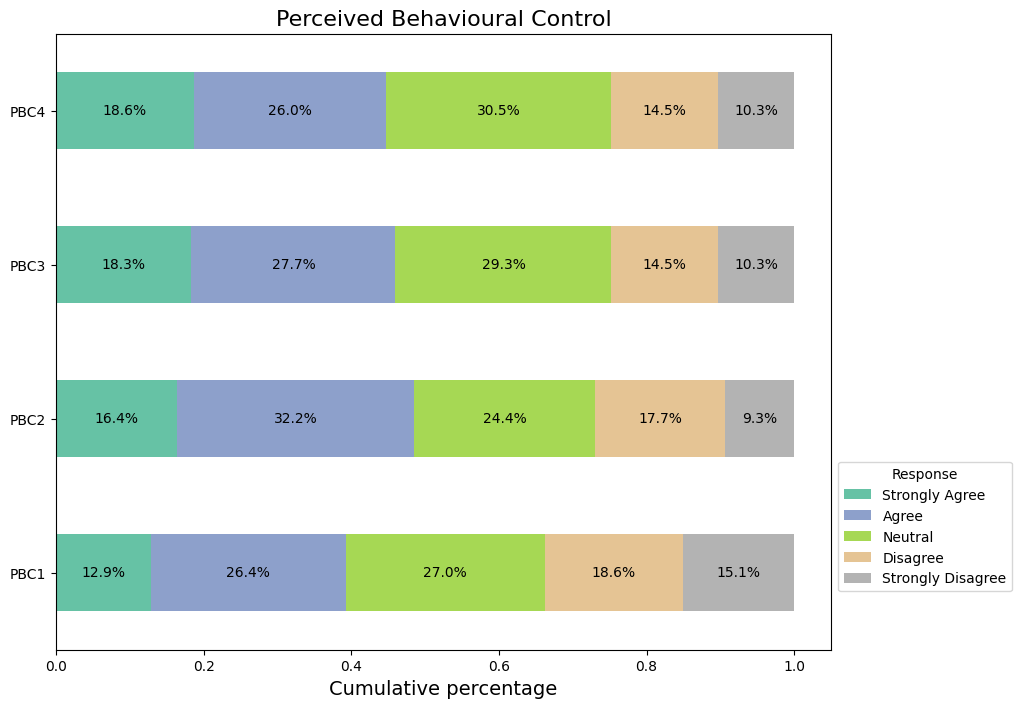 Perceived Behavioural Control
PBC4
18.6%
26.0%
30.5%
14.5%
10.3%
PBC3
18.3%
27.7%
29.3%
14.5%
10.3%
PBC2
16.4%
32.2%
24.4%
17.7%
9.3%
PBC1
12.9%
26.4%
27.0%
18.6%
15.1%
0.0
0.2
0.4
0.6
0.8
1.0
Cumulative percentage
Response
Strongly Agree
Agree
Neutral
Disagree
Strongly Disagree